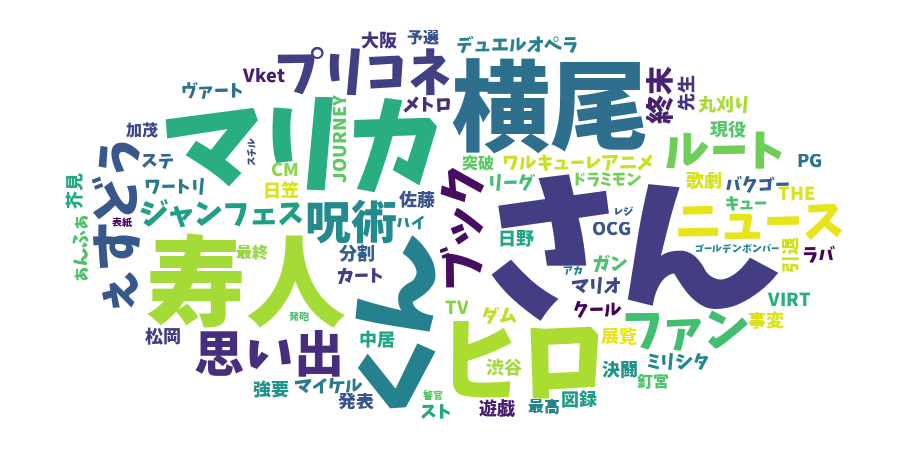 大阪
予選
デュエルオペラ
プリコネ
横尾
Vket
ヴァート
メトロ
終末
先生
丸刈り
マリカ
JOURNEY
加茂
スチル
現役
ルート
ステ
突破
ワルキューレアニメ
PG
さすどう
CM
リーグ
ドラミモン
歌劇
バクゴー
芥見
ワートリ
日笠
佐藤
ブック
THE
キュー
ジャンフェス
呪術
ハイ
さん
レジ
ニュース
表紙
あんふぁ
日野
OCG
ゴールデンボンバー
引退
ラバ
寿人
最終
分割
カート
くん
アカ
ガン
マリオ
VIRT
発砲
TV
ダム
クール
ファン
事変
松岡
思い出
中居
ヒロ
展覧
渋谷
決闘
ミリシタ
釘宮
強要
マイケル
発表
警官
スト
遊戯
最高
図録